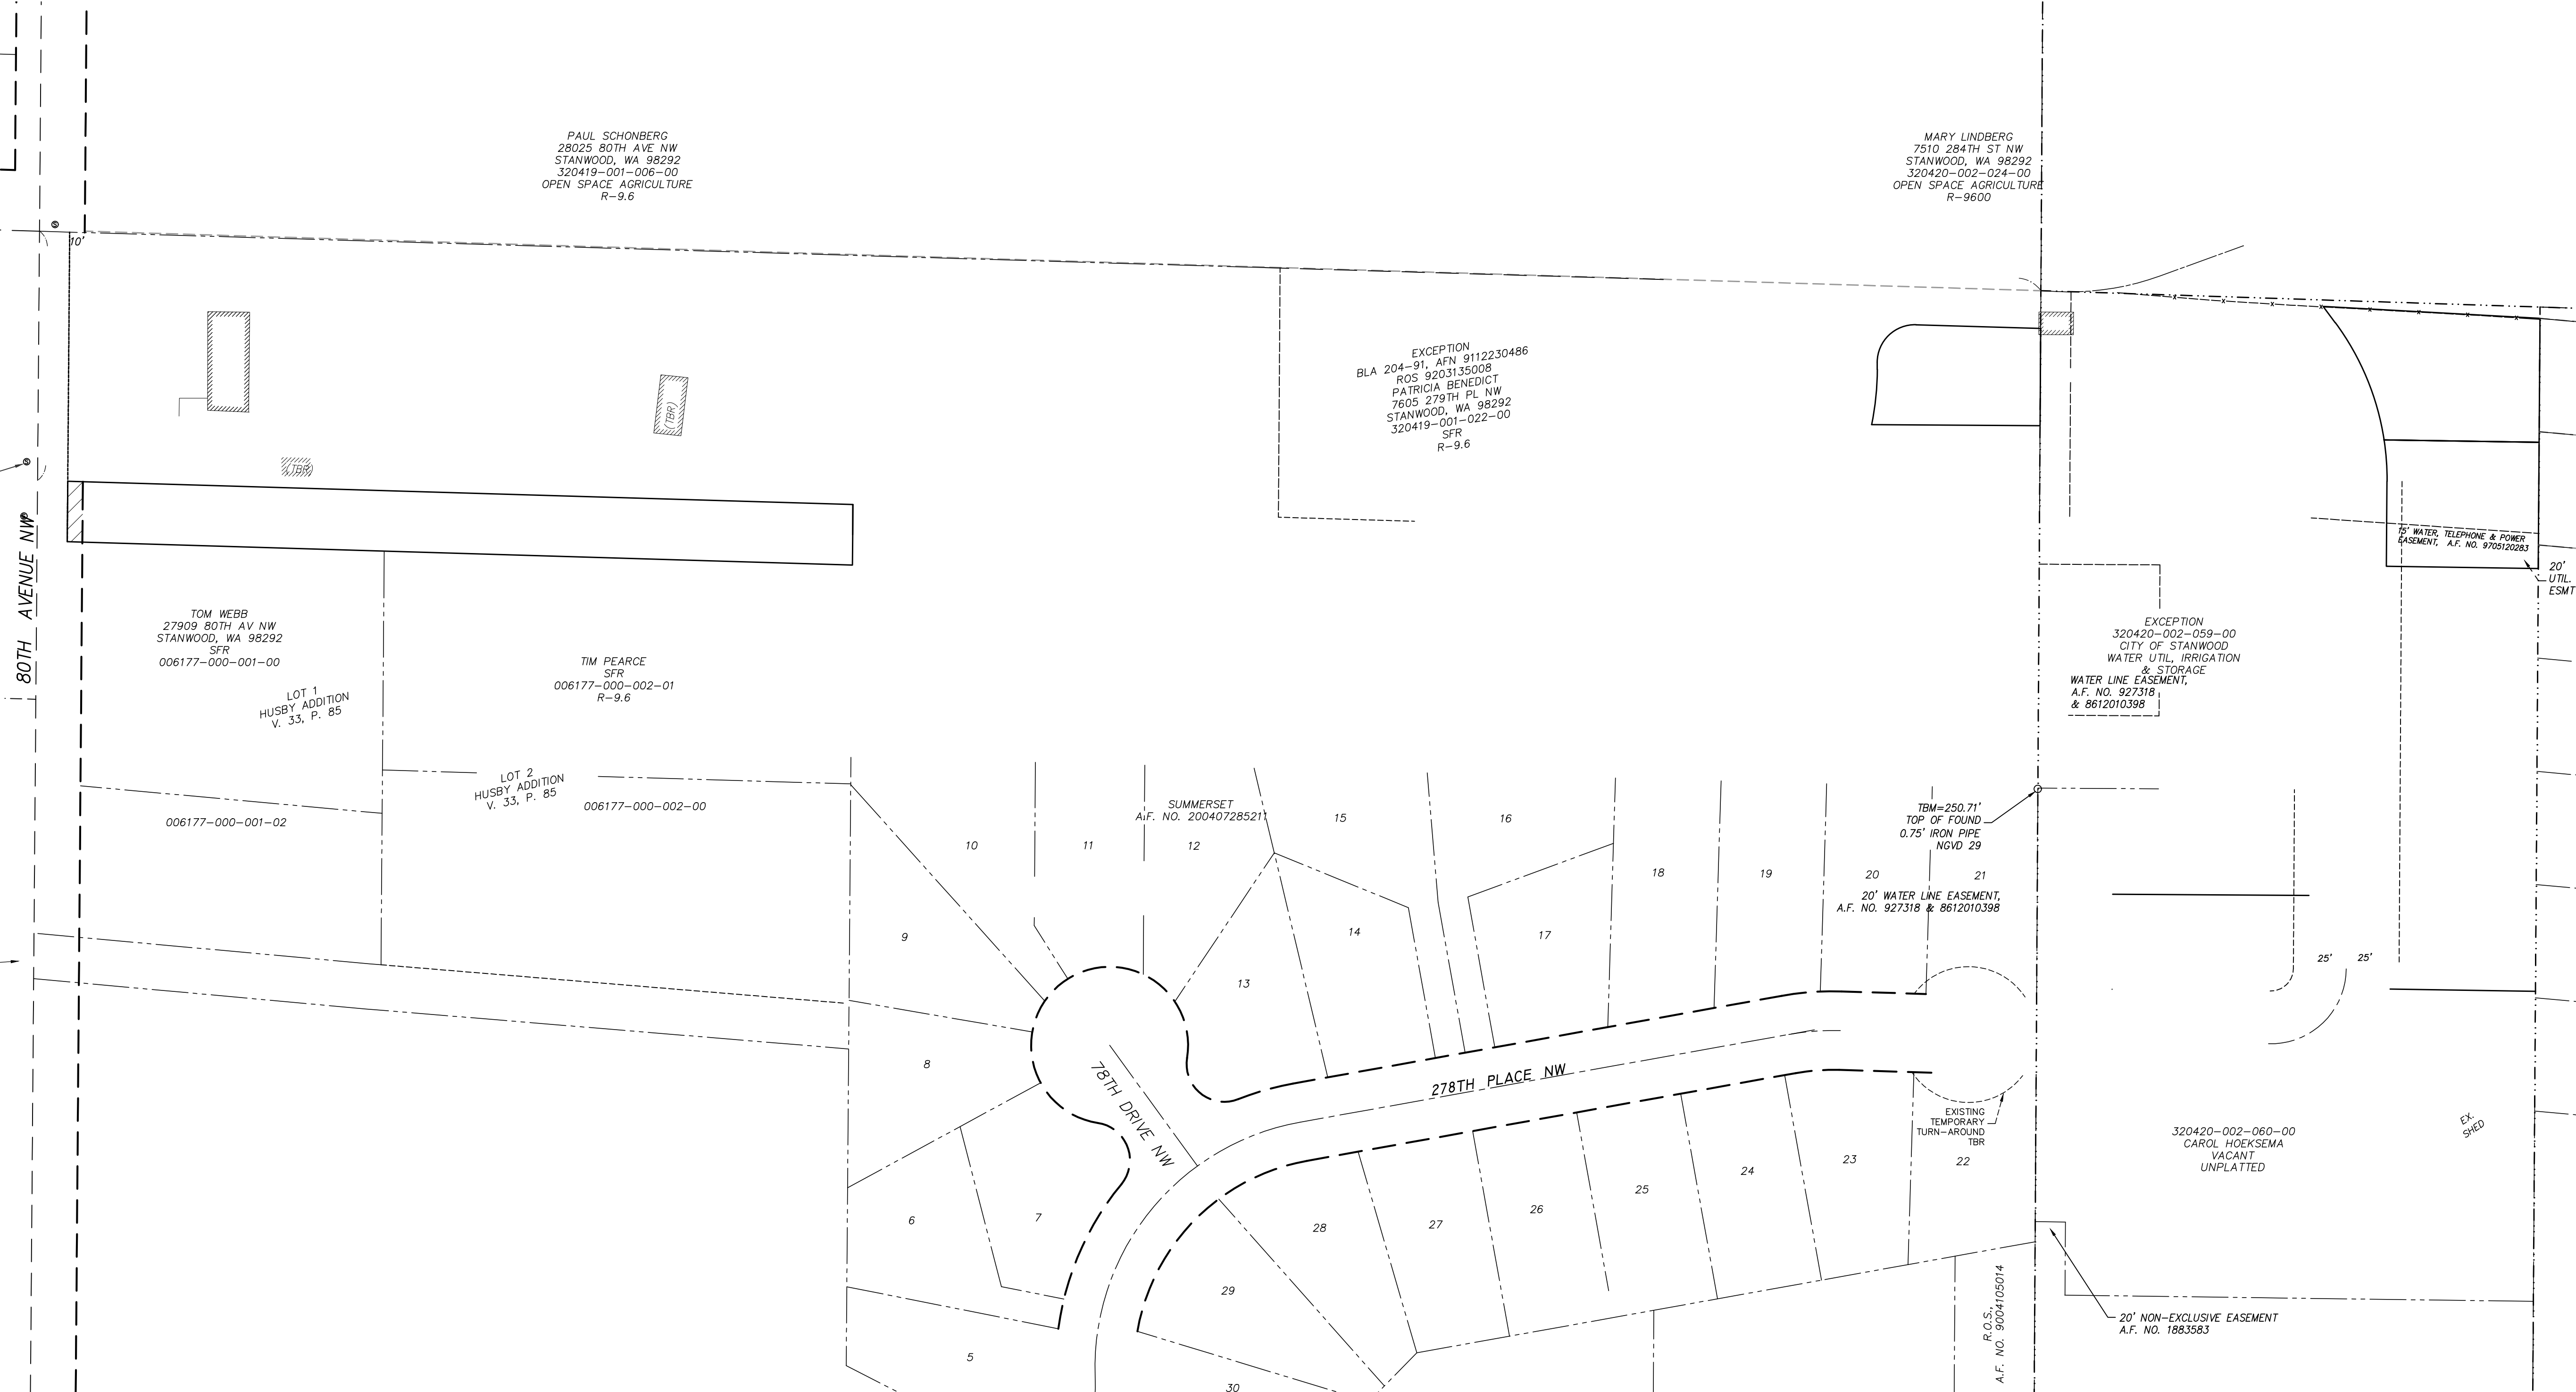 PAUL SCHONBERG
28025 80TH AVE NW
STANWOOD, WA 98292
320419-001-006-00
OPEN SPACE AGRICULTURE
R-9.6
MARY LINDBERG
7510 284TH ST NW
STANWOOD, WA 98292
320420-002-024-00
OPEN SPACE AGRICULTURE
R-9600
10'
(TBR)
(TBR)
EXCEPTION
BLA 204-91, AFN 9112230486
ROS 9203135008
PATRICIA BENEDICT
7605 279TH PL NW
STANWOOD, WA 98292
320419-001-022-00
SFR
R-9.6
80TH AVENUE NW
15' WATER, TELEPHONE & POWER
EASEMENT, A.F. NO. 9705120283
20'
UTIL.
ESMT
TOM WEBB
27909 80TH AV NW
STANWOOD, WA 98292
SFR
006177-000-001-00
LOT 1
HUSBY ADDITION
V. 33, P. 85
TIM PEARCE
SFR
006177-000-002-01
R-9.6
EXCEPTION
320420-002-059-00
CITY OF STANWOOD
WATER UTIL, IRRIGATION
& STORAGE
WATER LINE EASEMENT,
A.F. NO. 927318
& 8612010398
LOT 2
HUSBY ADDITION
V. 33, P. 85
006177-000-002-00
006177-000-001-02
SUMMERSET
A.F. NO. 200407285211
TBM=250.71'
TOP OF FOUND
0.75' IRON PIPE
NGVD 29
10
11
12
15
16
18
19
20
21
20' WATER LINE EASEMENT,
A.F. NO. 927318 & 8612010398
9
14
17
13
25'
25'
8
78TH DRIVE NW
278TH PLACE NW
EXISTING
TEMPORARY
TURN-AROUND
TBR
320420-002-060-00
CAROL HOEKSEMA
VACANT
UNPLATTED
EX.
SHED
6
7
28
27
26
25
24
23
22
29
5
30
R.O.S.,
A.F. NO. 9004105014
20' NON-EXCLUSIVE EASEMENT
A.F. NO. 1883583